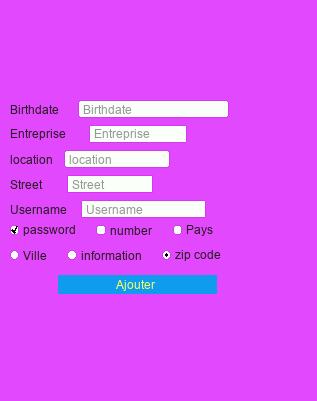 Birthdate Birthdate
Entreprise Entreprise
location location
Street Street
Username Username
password number Pays
Ville information zip code
Ajouter